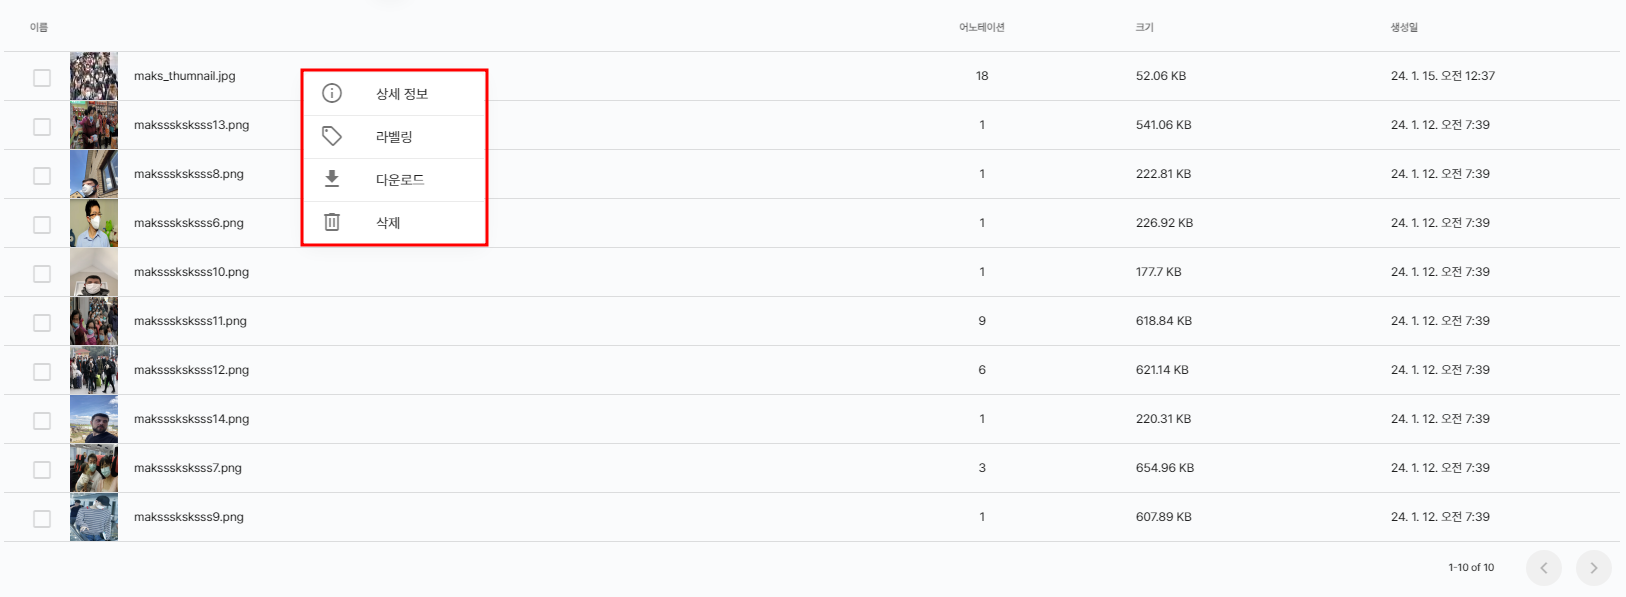 이름 어노테이션 크기 생성일
maks_thumnail.jpg 18 52.06 KB 24. 1. 15. 오전 12:37
상세 정보
makssskskssss13.png 1 541.06 KB 24. 1. 12. 오전 7:39
라벨링
maksssksksss8.png 1 222.81 KB 24. 1. 12. 오전 7:39
다운로드
maksssksksss6.png 1 226.92 KB 24. 1. 12. 오전 7:39
삭제
maksssksksss10.png 1 177.7 KB 24. 1. 12. 오전 7:39
maksssksksss11.png 9 618.84 KB 24. 1. 12. 오전 7:39
maksssksksss12.png 6 621.14 KB 24. 1. 12. 오전 7:39
maksssksksss14.png 1 220.31 KB 24. 1. 12. 오전 7:39
maksssksksss7.png 3 654.96 KB 24. 1. 12. 오전 7:39
maksssksksss9.png 1 607.89 KB 24. 1. 12. 오전 7:39
1-10 of 10